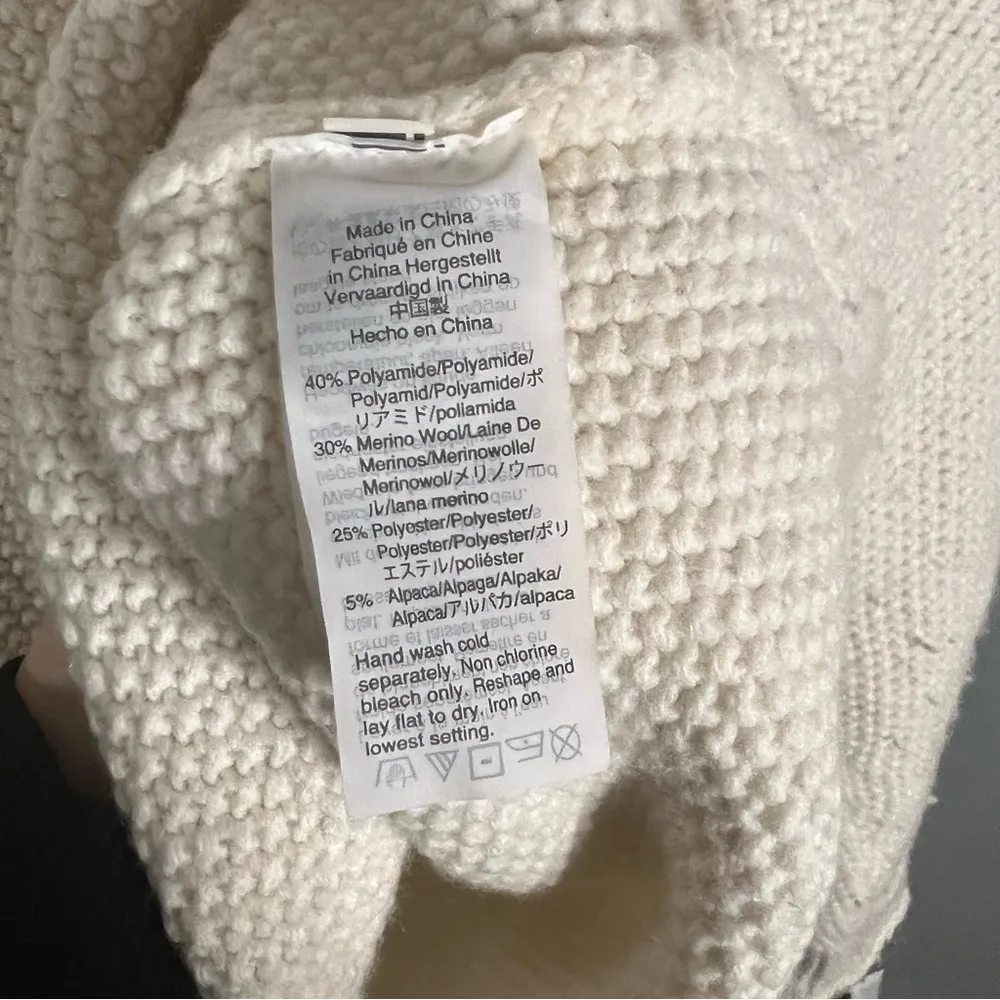 Made in China
Fabriqué en Chine
in China Hergestellt
Vervaardigd in China
中国製
Hecho en China
40% Polyamide/Polyamide/
Polyamid/Polyamide/ポ
リアミド/poliamida
30% Merino Wool/Laine De
Merinos/Merinowolle/
Merinowol/メリノウー
ル/lana merino
25% Polyester/Polyester/
Polyester/Polyester/ポリ
エステル/poliéster
5% Alpaca/Alpaga/Alpaka/
Alpaca/アルパカ/alpaca
Hand wash cold
separately. Non chlorine
bleach only. Reshape and
lay flat to dry. Iron on
lowest setting.